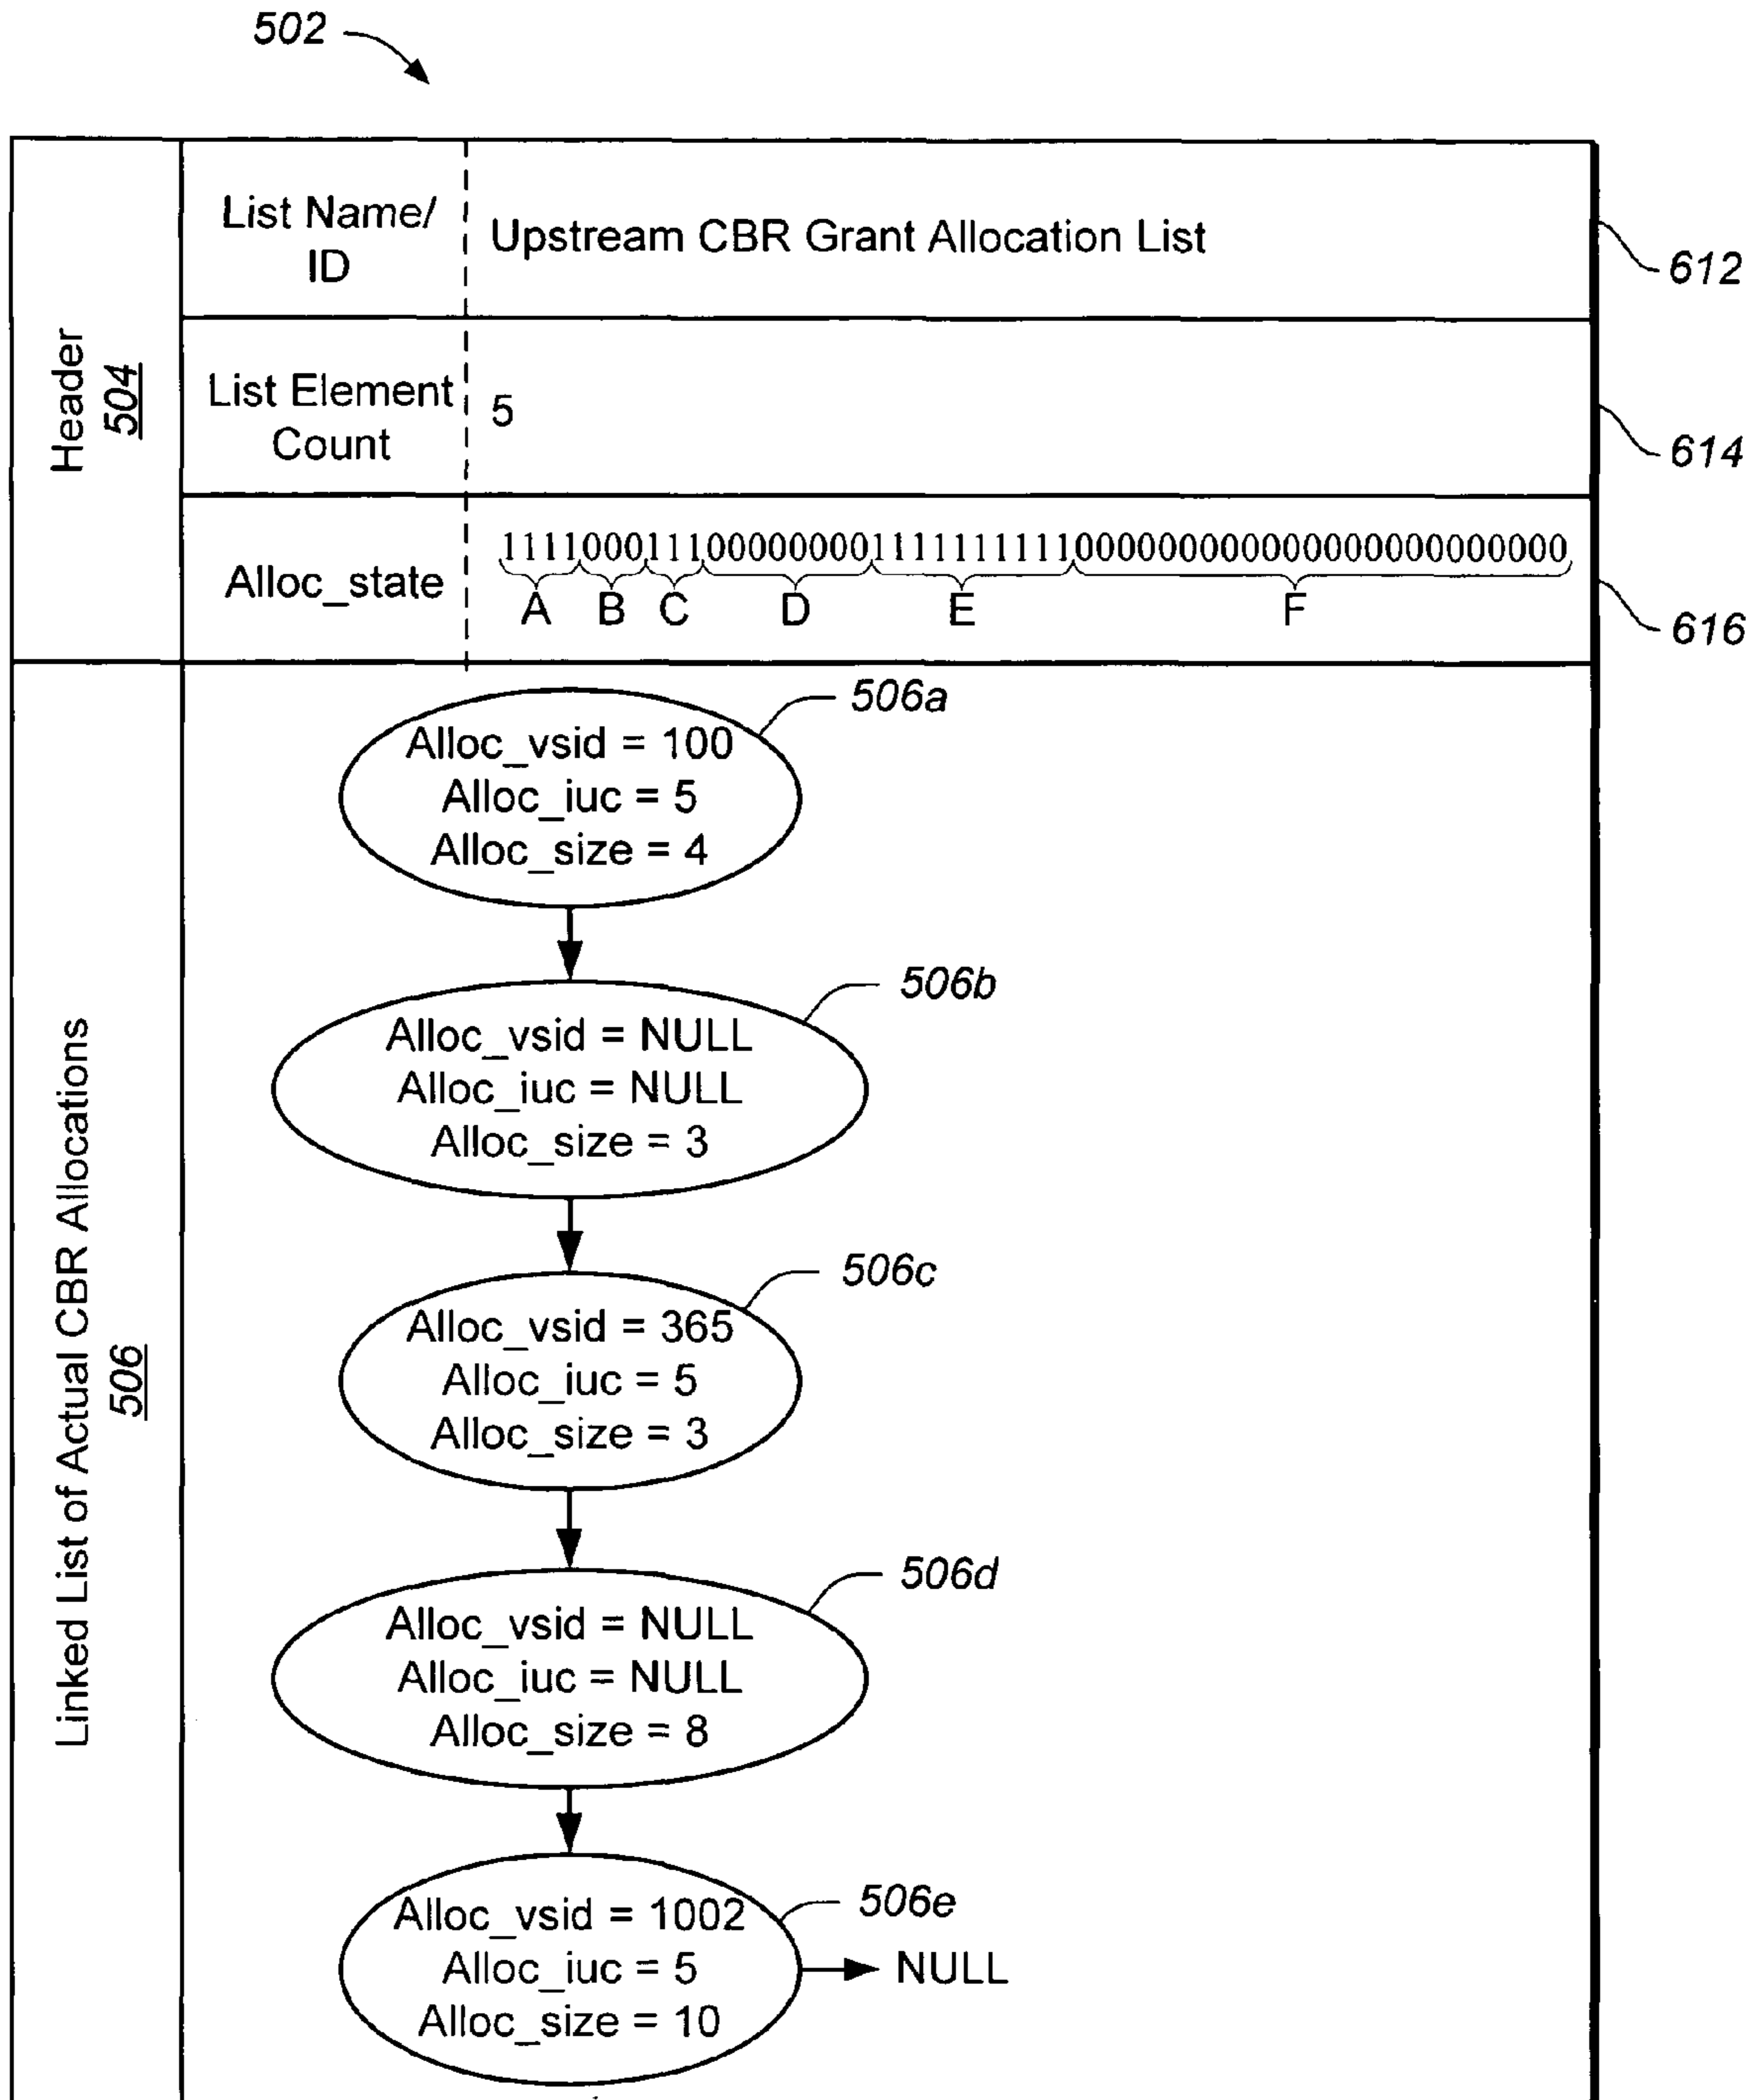 502
Header
504
List Name/
ID
Upstream CBR Grant Allocation List
612
List Element
Count
5
614
Alloc_state
1111000111000000001111111111000000000000000000000000
A B C D E F
616
Linked List of Actual CBR Allocations
506
506a
Alloc_vsid = 100
Alloc_iuc = 5
Alloc_size = 4
506b
Alloc_vsid = NULL
Alloc_iuc = NULL
Alloc_size = 3
506c
Alloc_vsid = 365
Alloc_iuc = 5
Alloc_size = 3
506d
Alloc_vsid = NULL
Alloc_iuc = NULL
Alloc_size = 8
506e
Alloc_vsid = 1002
Alloc_iuc = 5
Alloc_size = 10
NULL